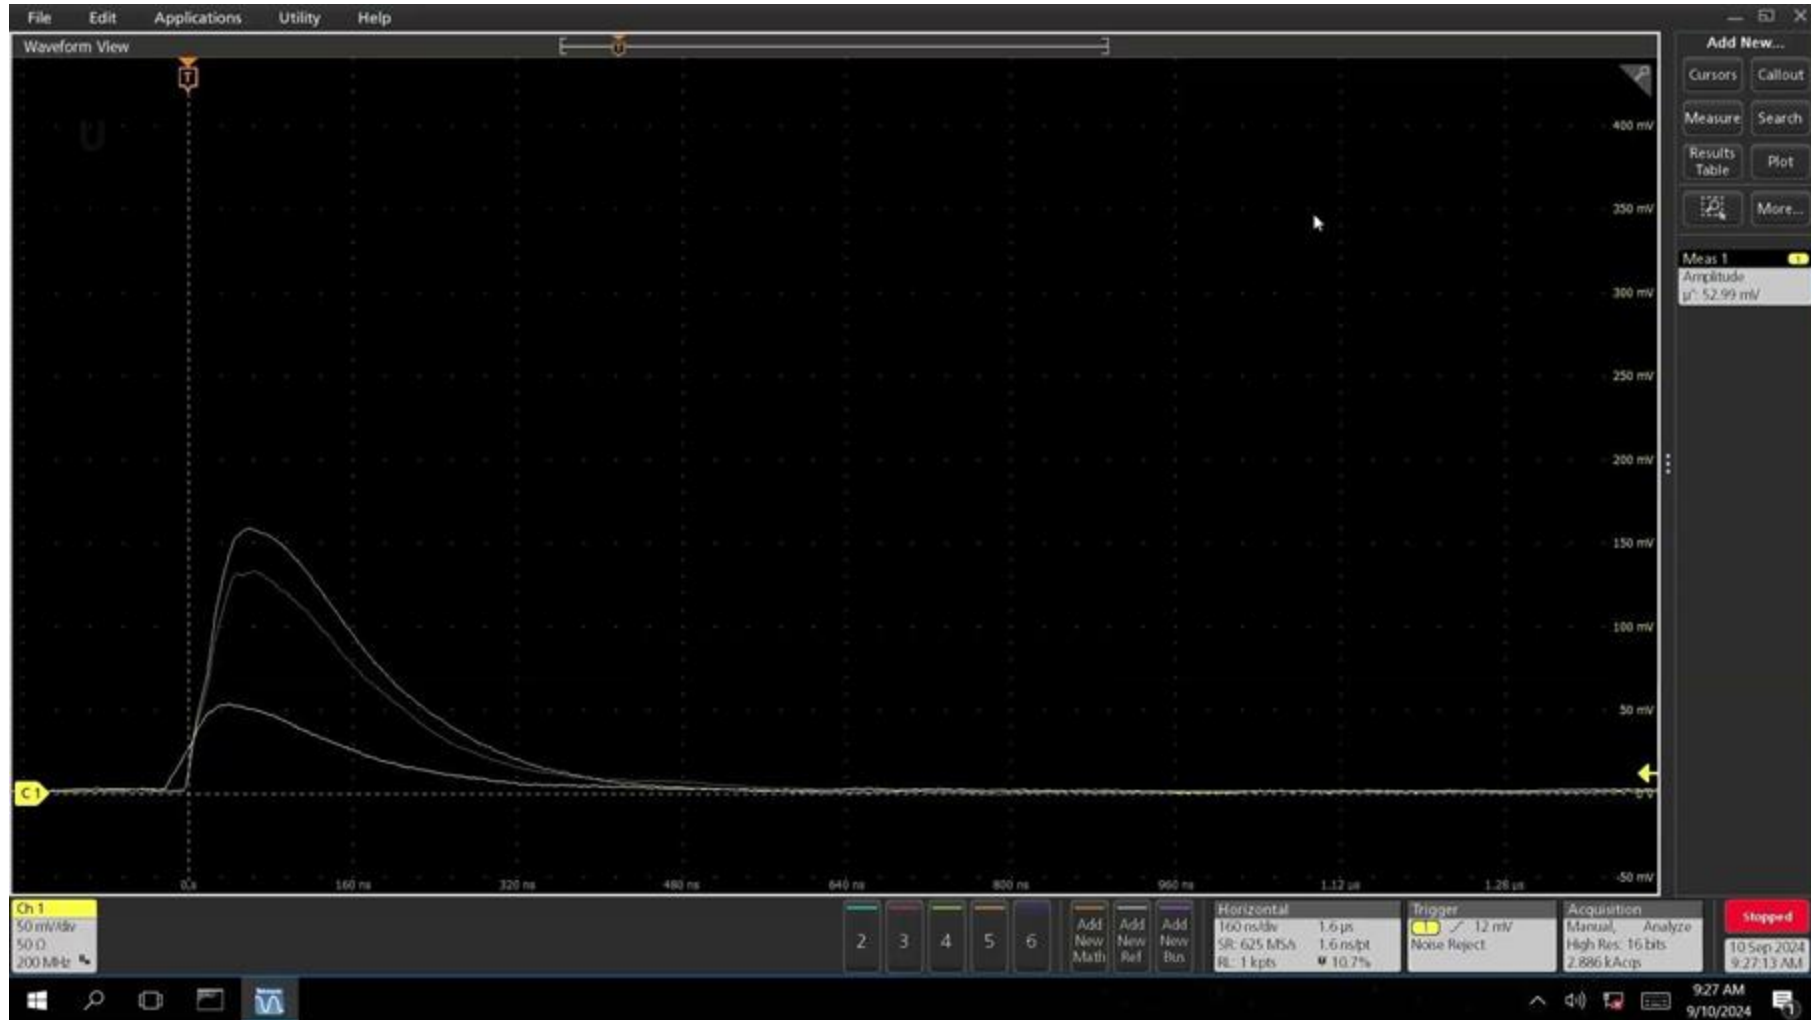 File Edit Applications Utility Help
Waveform View
Add New...
T
T
U
Cursors Callout
Measure Search
Results Table Plot
More...
Meas 1 1
Amplitude
µ': 52.99 mV
400 mV
350 mV
300 mV
250 mV
200 mV
150 mV
100 mV
50 mV
0 V
-50 mV
C 1
0 s 160 ns 320 ns 480 ns 640 ns 800 ns 960 ns 1.12 µs 1.28 µs
Ch 1
50 mV/div
50 Ω
200 MHz
2 3 4 5 6
Add New Math
Add New Ref
Add New Bus
Horizontal
160 ns/div 1.6 µs
SR: 625 MS/s 1.6 ns/pt
RL: 1 kpts 10.7%
Trigger
1 12 mV
Noise Reject
Acquisition
Manual, Analyze
High Res: 16 bits
2.886 kAcqs
Stopped
10 Sep 2024
9:27:13 AM
9:27 AM
9/10/2024
1